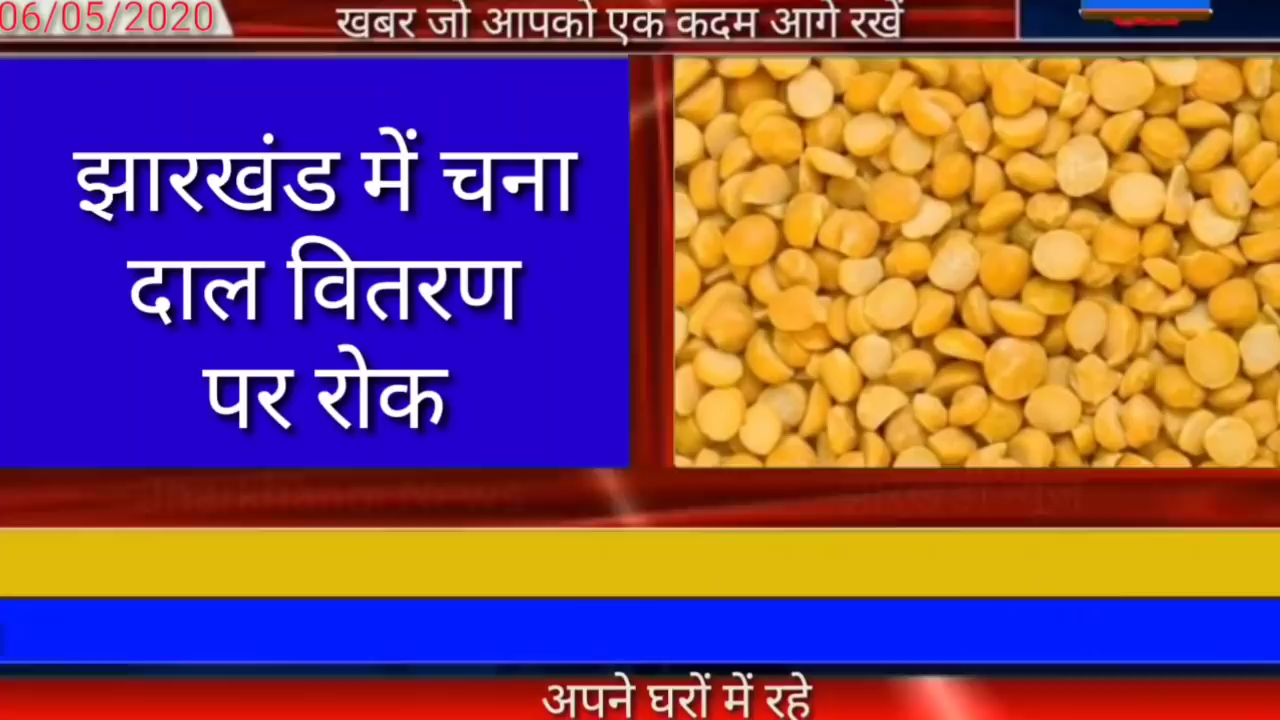 06/05/2020
खबर जो आपको एक कदम आगे रखें
झारखंड में चना
दाल वितरण
पर रोक
अपने घरों में रहे